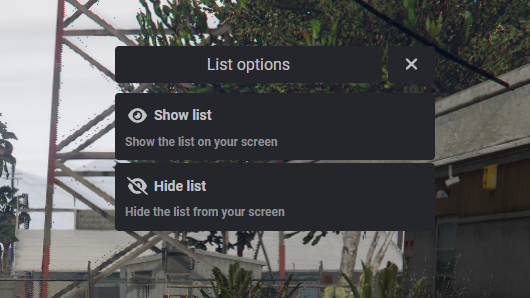 List options
Show list
Show the list on your screen
Hide list
Hide the list from your screen